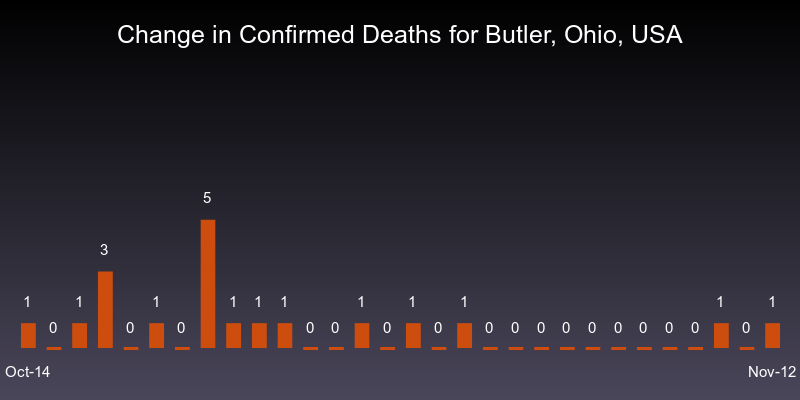 Change in Confirmed Deaths for Butler, Ohio, USA
5
3
1 1 1 1 1 1 1 1 1 1 1
0 0 0 0 0 0 0 0 0 0 0 0 0 0 0 0 0
Oct-14 Nov-12